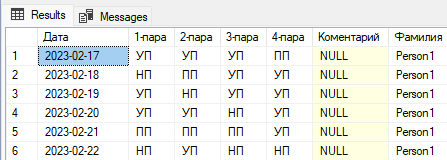 Results Messages
Дата 1-пара 2-пара 3-пара 4-пара Коментарий Фамилия
1 2023-02-17 УП УП УП ПП NULL Person1
2 2023-02-18 НП ПП УП УП NULL Person1
3 2023-02-19 УП НП УП УП NULL Person1
4 2023-02-20 УП УП НП УП NULL Person1
5 2023-02-21 ПП ПП УП ПП NULL Person1
6 2023-02-22 НП УП УП НП NULL Person1